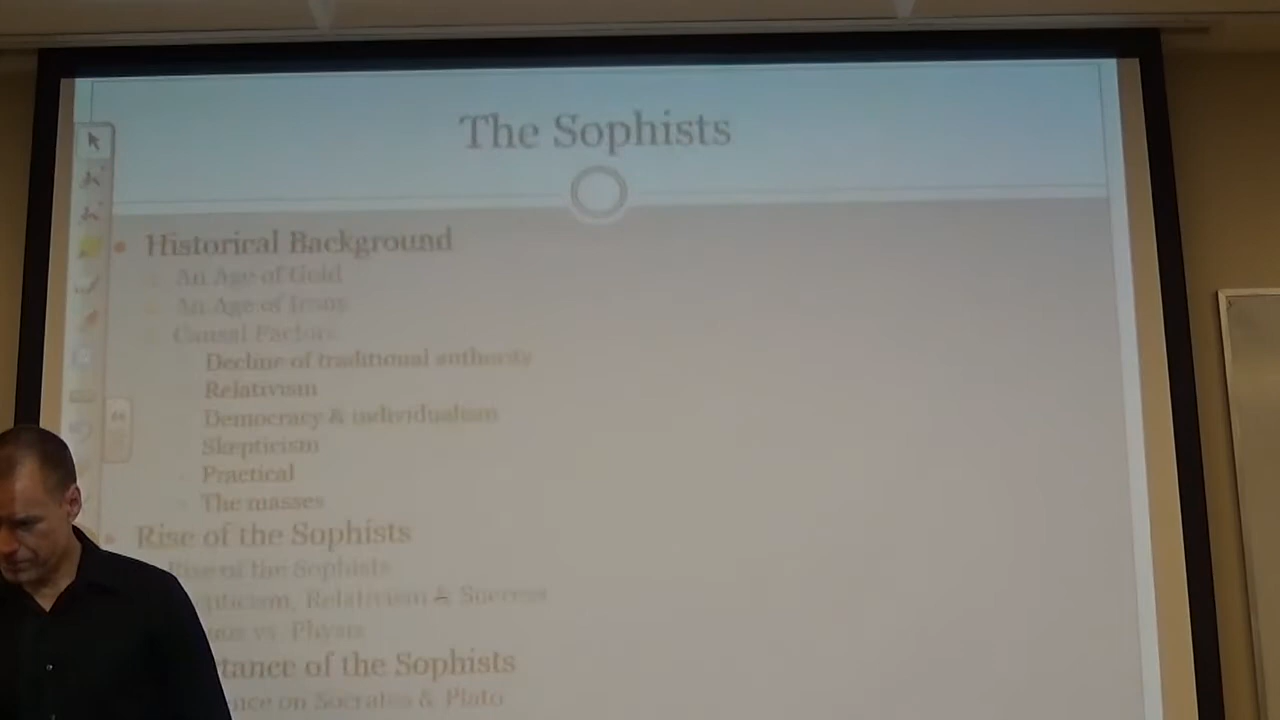 The Sophists
Historical Background
An Age of Gold
An Age of Irony
Causal Factors
Decline of traditional authority
Relativism
Democracy & individualism
Skepticism
Practical
The masses
Rise of the Sophists
Rise of the Sophists
Relativism & Success
vs. Physis
of the Sophists
on Socrates & Plato